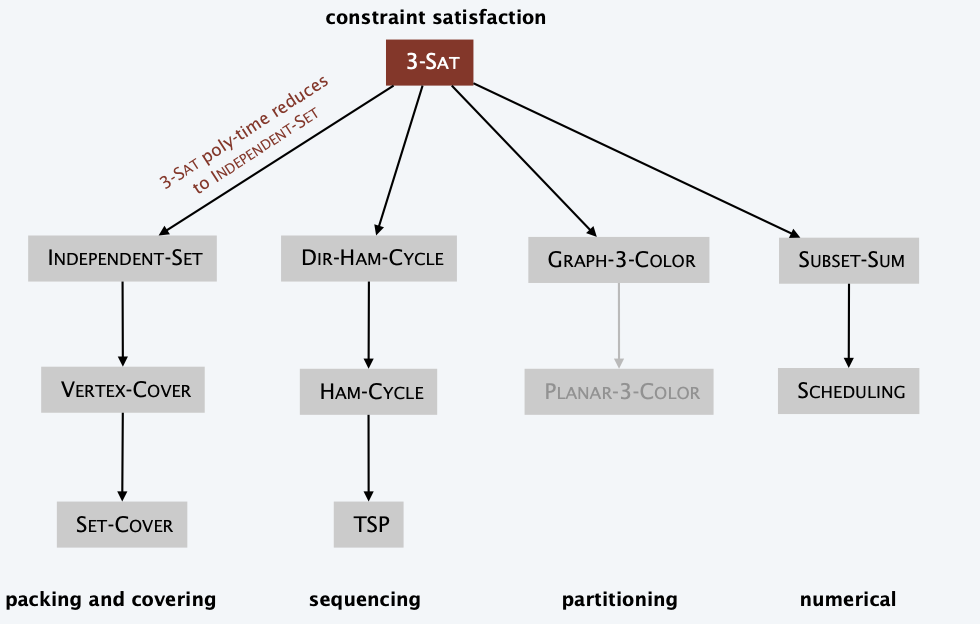 constraint satisfaction
3-SAT
3-SAT poly-time reduces
to INDEPENDENT-SET
INDEPENDENT-SET
DIR-HAM-CYCLE
GRAPH-3-COLOR
SUBSET-SUM
VERTEX-COVER
HAM-CYCLE
PLANAR-3-COLOR
SCHEDULING
SET-COVER
TSP
packing and covering
sequencing
partitioning
numerical